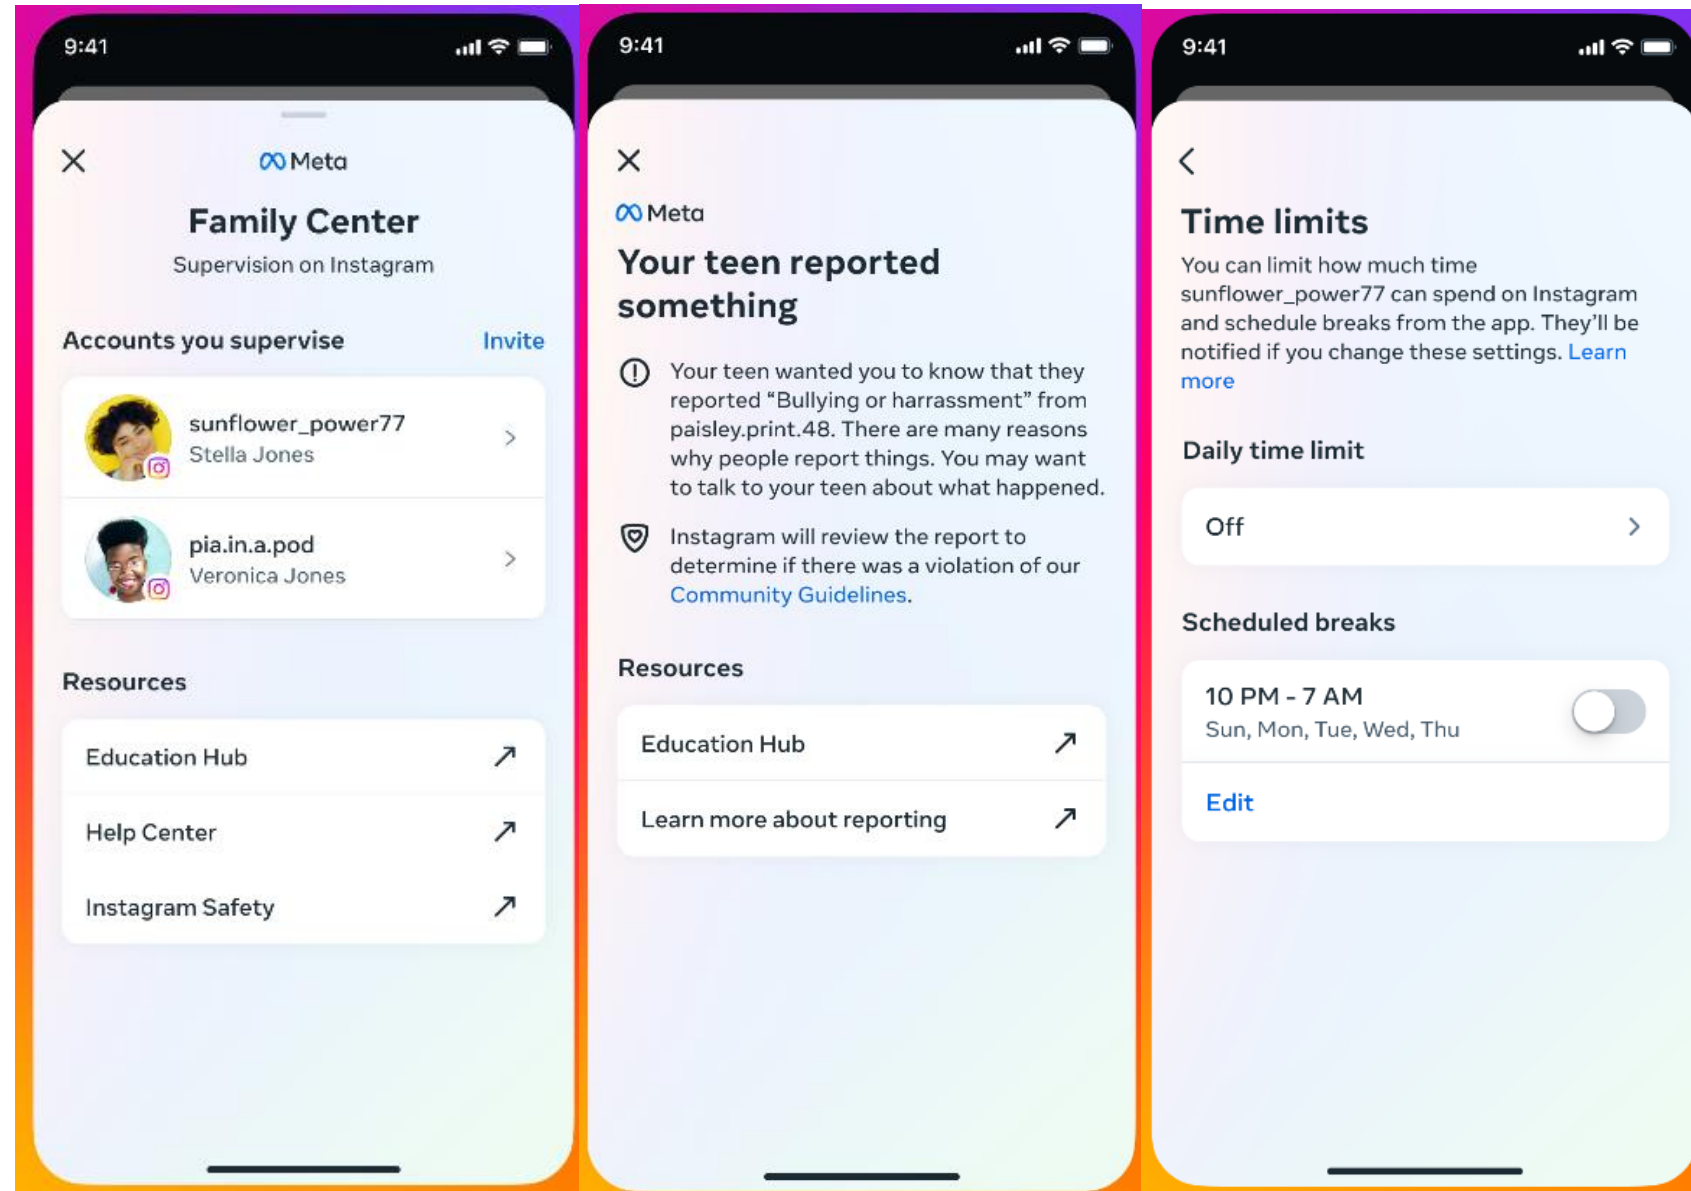 9:41
Meta
Family Center
Supervision on Instagram
Accounts you supervise
Invite
sunflower_power77
Stella Jones
pia.in.a.pod
Veronica Jones
Resources
Education Hub
Help Center
Instagram Safety
9:41
Meta
Your teen reported
something
Your teen wanted you to know that they
reported “Bullying or harrassment” from
paisley.print.48. There are many reasons
why people report things. You may want
to talk to your teen about what happened.
Instagram will review the report to
determine if there was a violation of our
Community Guidelines.
Resources
Education Hub
Learn more about reporting
9:41
Time limits
You can limit how much time
sunflower_power77 can spend on Instagram
and schedule breaks from the app. They’ll be
notified if you change these settings. Learn
more
Daily time limit
Off
Scheduled breaks
10 PM - 7 AM
Sun, Mon, Tue, Wed, Thu
Edit